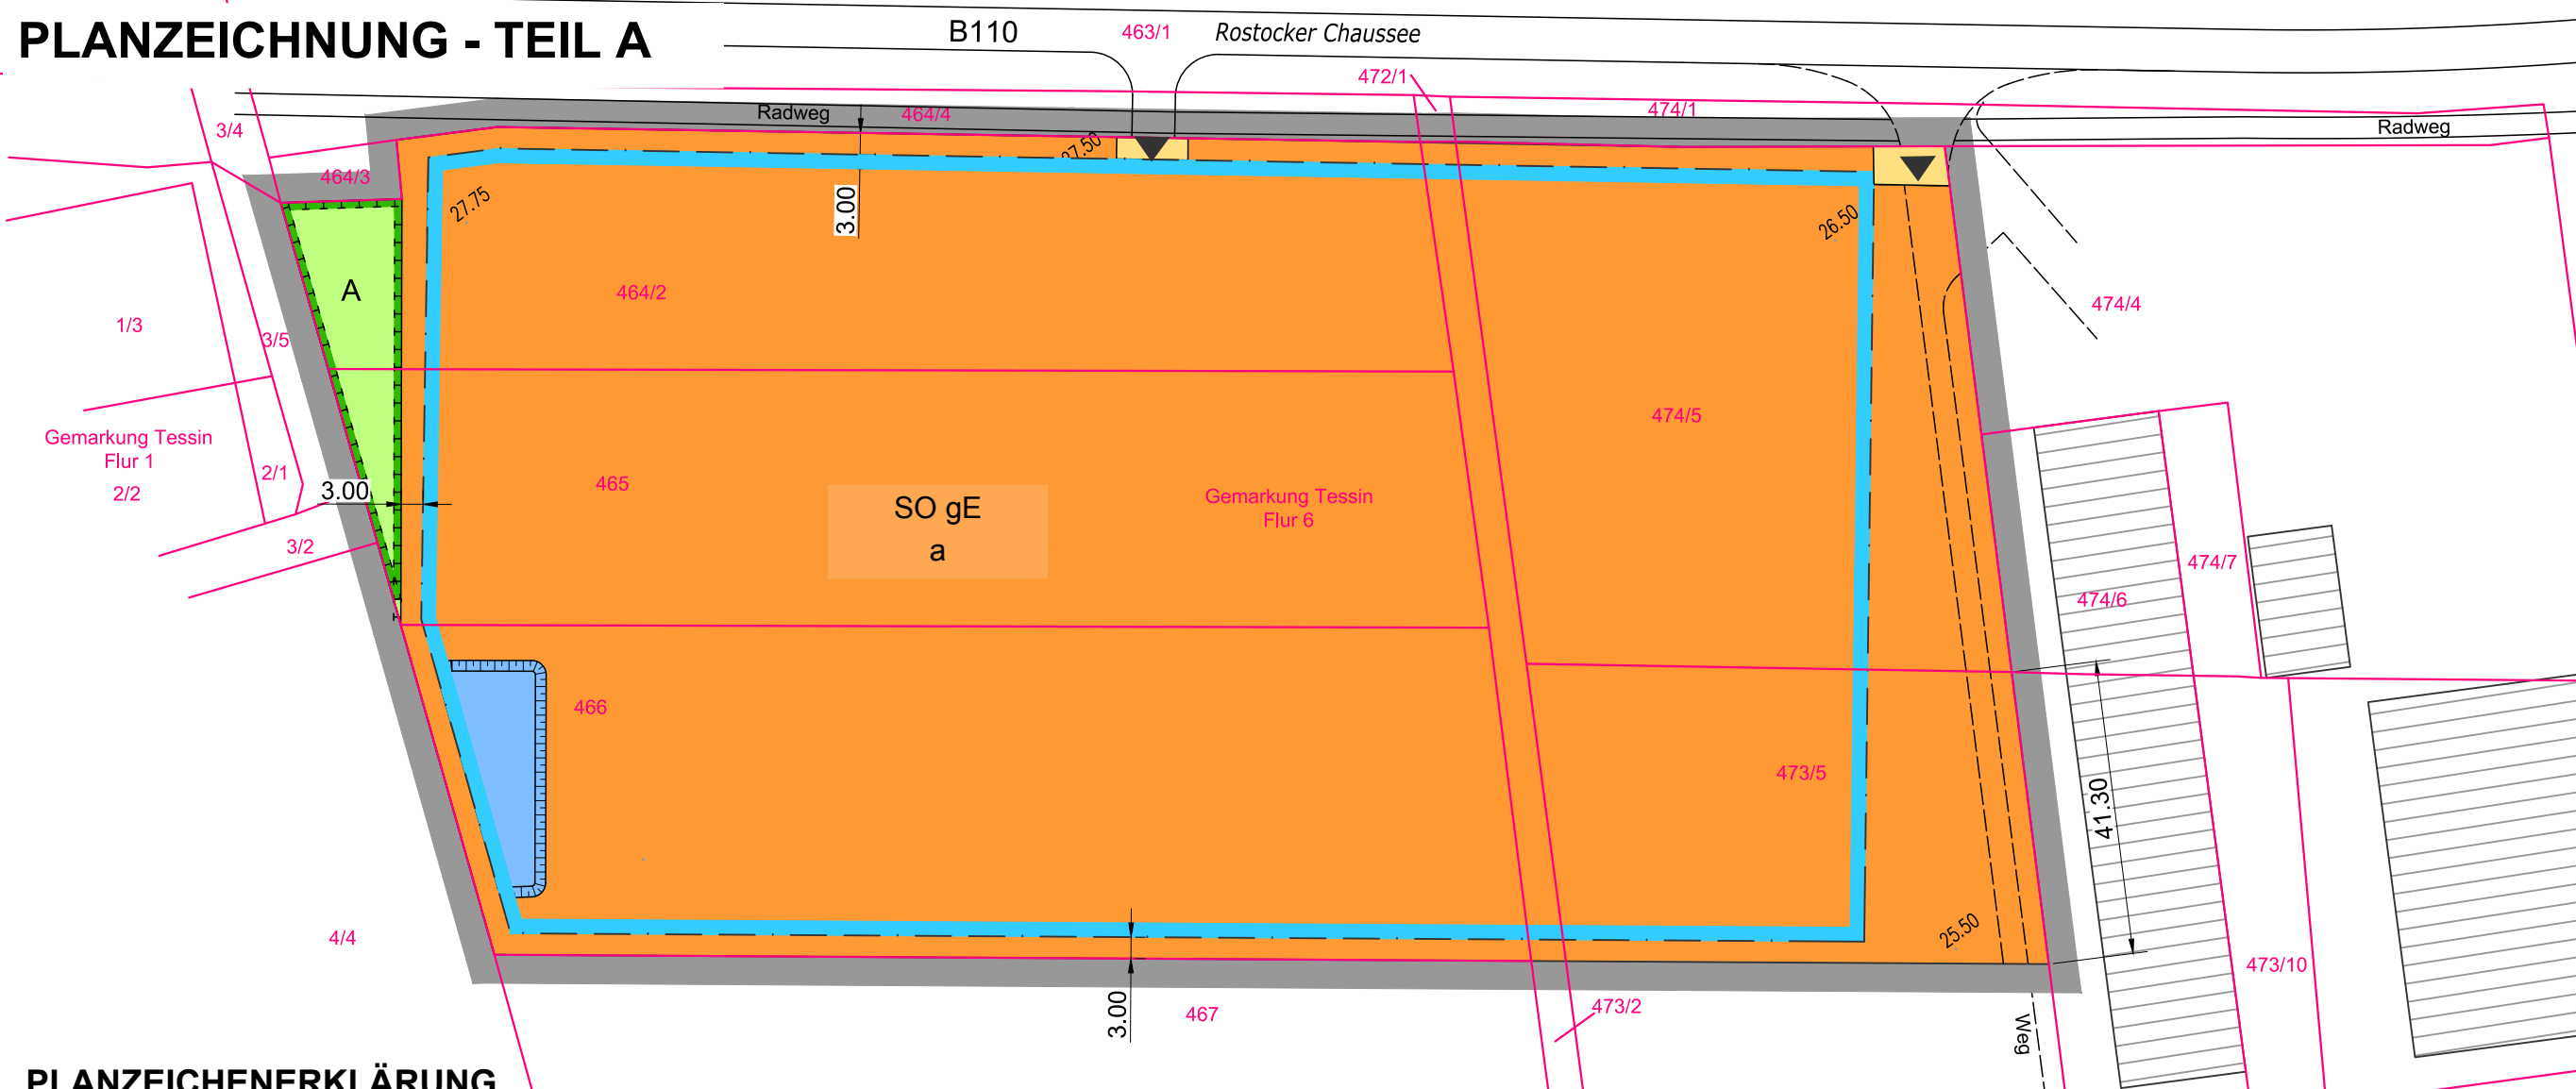 PLANZEICHNUNG - TEIL A
B110
463/1
Rostocker Chaussee
472/1
Radweg
464/4
474/1
Radweg
3/4
27.50
464/3
27.75
3.00
26.50
A
464/2
474/4
1/3
3/5
474/5
Gemarkung Tessin
Flur 1
2/2
2/1
3.00
465
SO gE
a
Gemarkung Tessin
Flur 6
3/2
474/7
474/6
466
473/5
41.30
4/4
25.50
473/10
3.00
467
473/2
Weg
PLANZEICHENERKLÄRUNG